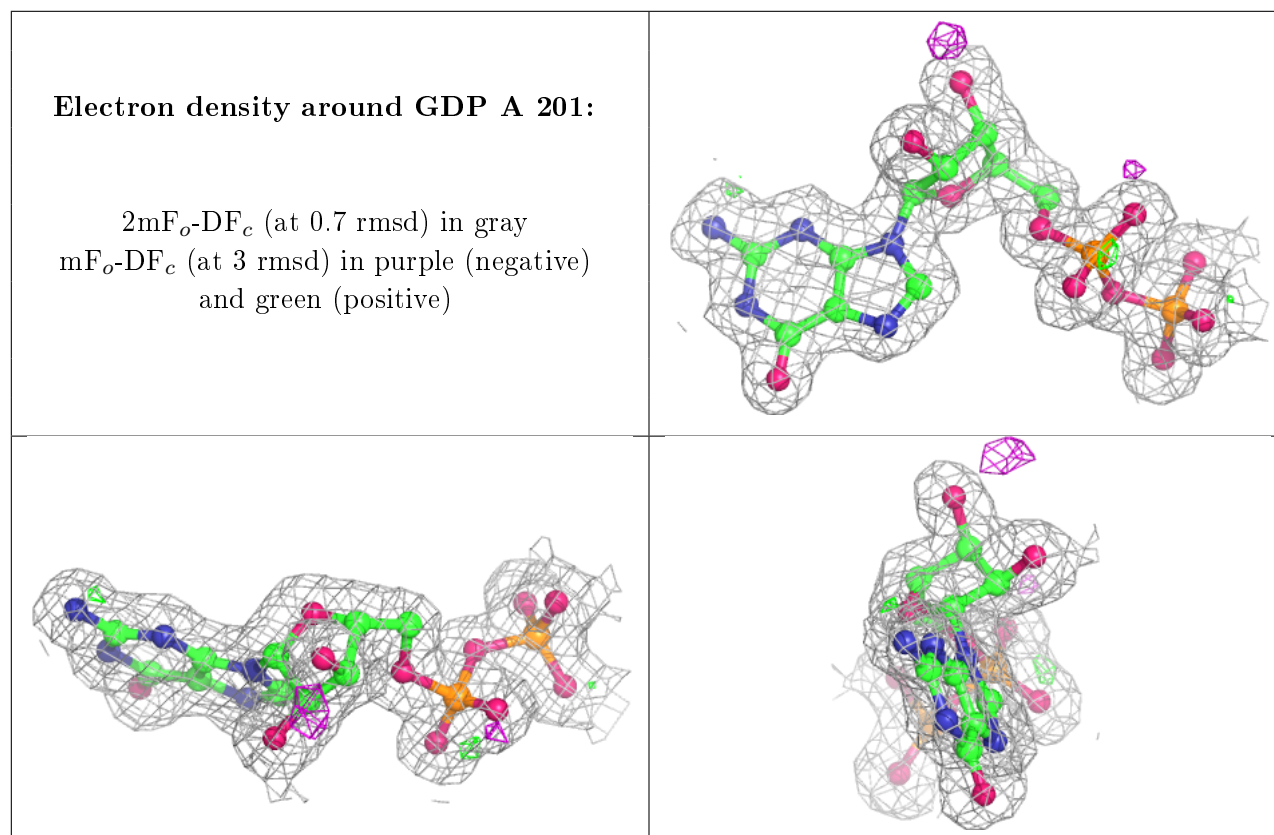 Electron density around GDP A 201:
2mFo-DFc (at 0.7 rmsd) in gray
mFo-DFc (at 3 rmsd) in purple (negative)
and green (positive)